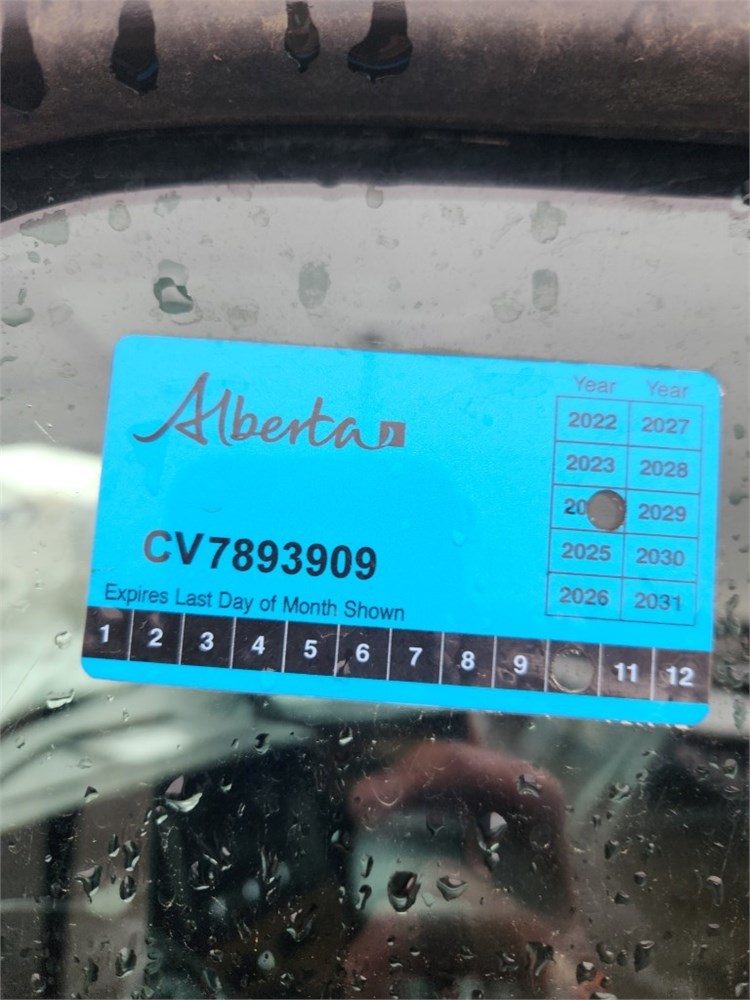 Alberta
Year Year
2022 2027
2023 2028
20 2029
2025 2030
2026 2031
CV7893909
Expires Last Day of Month Shown
1 2 3 4 5 6 7 8 9 11 12